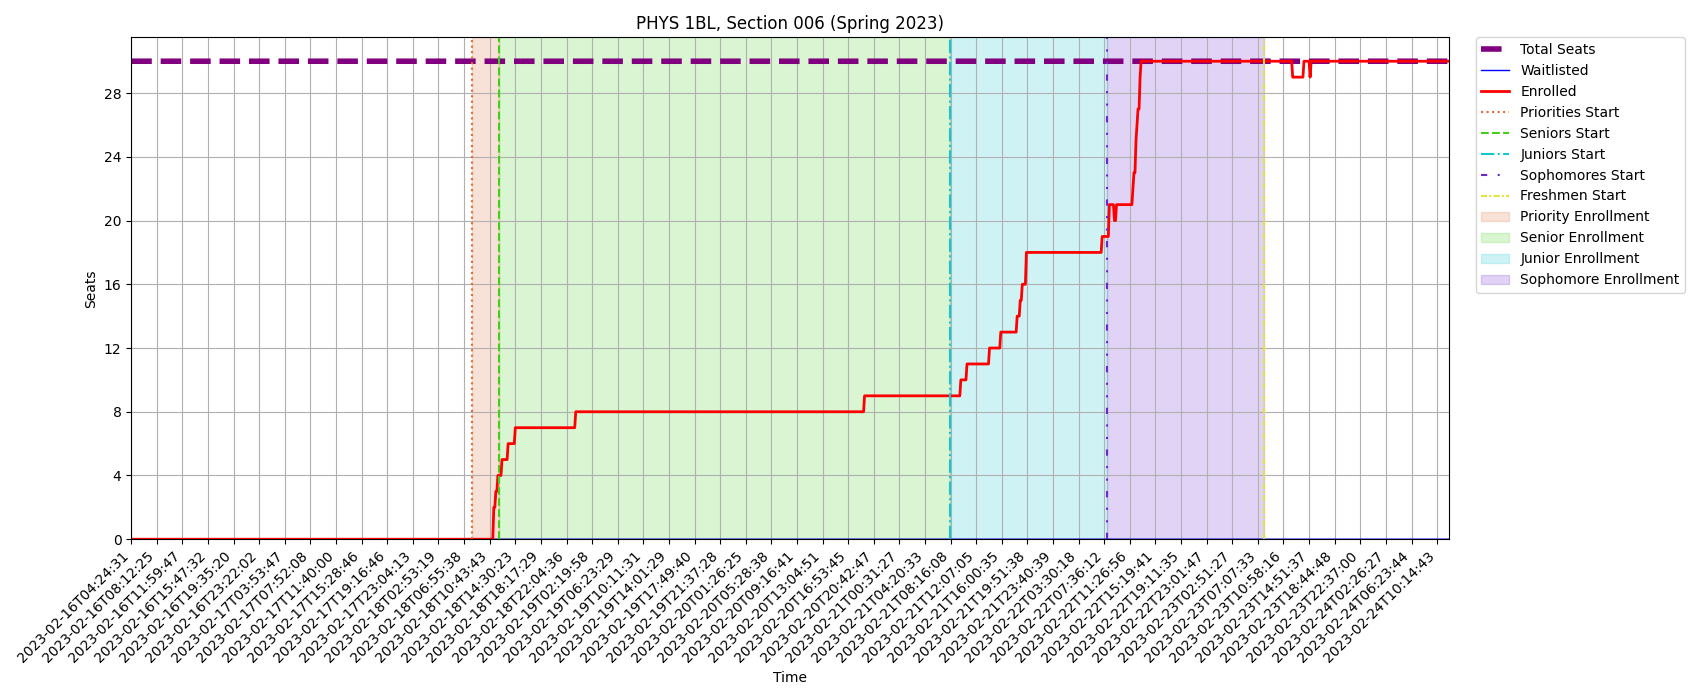 PHYS 1BL, Section 006 (Spring 2023)
Total Seats
Waitlisted
Enrolled
Priorities Start
Seniors Start
Juniors Start
Sophomores Start
Freshmen Start
Priority Enrollment
Senior Enrollment
Junior Enrollment
Sophomore Enrollment
Seats
28
24
20
16
12
8
4
0
2023-02-16T04:24:31
2023-02-16T08:12:25
2023-02-16T11:59:47
2023-02-16T15:47:32
2023-02-16T19:35:20
2023-02-16T23:22:02
2023-02-17T03:53:47
2023-02-17T07:52:08
2023-02-17T11:40:00
2023-02-17T15:28:46
2023-02-17T19:16:46
2023-02-17T23:04:13
2023-02-18T02:53:19
2023-02-18T06:55:38
2023-02-18T10:43:43
2023-02-18T14:30:23
2023-02-18T18:17:29
2023-02-18T22:04:36
2023-02-19T02:19:58
2023-02-19T06:23:29
2023-02-19T10:11:31
2023-02-19T14:01:29
2023-02-19T17:49:40
2023-02-19T21:37:28
2023-02-20T01:26:25
2023-02-20T05:28:38
2023-02-20T09:16:41
2023-02-20T13:04:51
2023-02-20T16:53:45
2023-02-20T20:42:47
2023-02-21T00:31:27
2023-02-21T04:20:33
2023-02-21T08:16:08
2023-02-21T12:07:05
2023-02-21T16:00:35
2023-02-21T19:51:38
2023-02-21T23:40:39
2023-02-22T03:30:18
2023-02-22T07:36:12
2023-02-22T11:26:56
2023-02-22T15:19:41
2023-02-22T19:11:35
2023-02-22T23:01:47
2023-02-23T02:51:27
2023-02-23T07:07:33
2023-02-23T10:58:16
2023-02-23T14:51:37
2023-02-23T18:44:48
2023-02-23T22:37:00
2023-02-24T02:26:27
2023-02-24T06:23:44
2023-02-24T10:14:43
Time